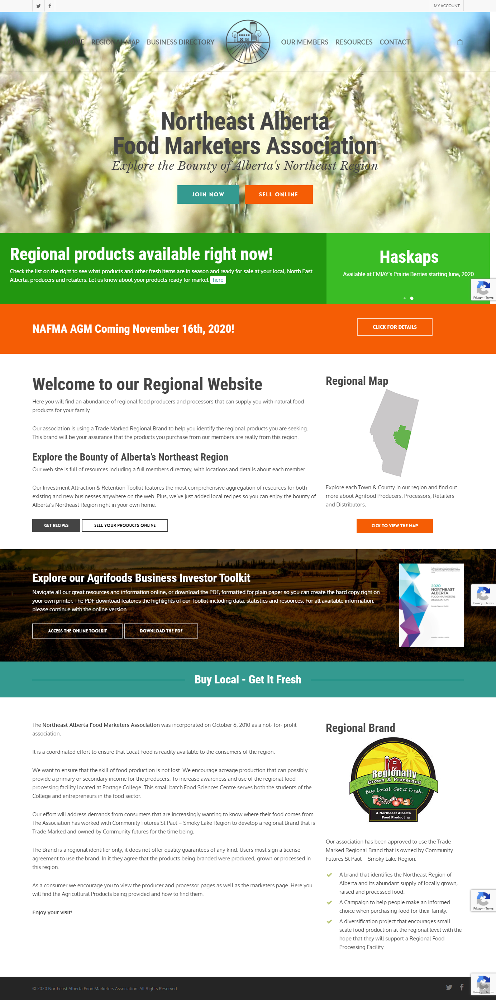 MY ACCOUNT
HOME REGIONAL MAP BUSINESS DIRECTORY OUR MEMBERS RESOURCES CONTACT
Northeast Alberta
Food Marketers Association
Explore the Bounty of Alberta's Northeast Region
JOIN NOW
SELL ONLINE
Regional products available right now!
Check the list on the right to see what products and other fresh items are in season and ready for sale at your local, North East
Alberta, producers and retailers. Let us know about your products ready for market here
Haskaps
Available at EMJAY's Prairie Berries starting June, 2020.
Privacy - Terms
NAFMA AGM Coming November 16th, 2020!
CLICK FOR DETAILS
Welcome to our Regional Website
Here you will find an abundance of regional food producers and processors that can supply you with natural food
products for your family.
Our association is using a Trade Marked Regional Brand to help you identify the regional products you are seeking.
This brand will be your assurance that the products you purchase from our members are really from this region.
Explore the Bounty of Alberta’s Northeast Region
Our web site is full of resources including a full members directory, with locations and details about each member.
Our Investment Attraction & Retention Toolkit features the most comprehensive aggregation of resources for both
existing and new businesses anywhere on the web. Plus, we’ve just added local recipes so you can enjoy the bounty of
Alberta’s Northeast Region right in your own home.
GET RECIPES
SELL YOUR PRODUCTS ONLINE
Regional Map
Explore each Town & County in our region and find out
more about Agrifood Producers, Processors, Retailers
and Distributors.
CICK TO VIEW THE MAP
Explore our Agrifoods Business Investor Toolkit
Navigate all our great resources and information online, or download the PDF, formatted for plain paper so you can create the hard copy right on
your own printer. The PDF download features the highlights of our Toolkit including data, statistics and resources. For all available information,
please continue with the online version.
ACCESS THE ONLINE TOOLKIT
DOWNLOAD THE PDF
2020
NORTHEAST
ALBERTA
FOOD MARKETERS
ASSOCIATION
Privacy - Terms
Buy Local - Get It Fresh
The Northeast Alberta Food Marketers Association was incorporated on October 6, 2010 as a not- for- profit
association.
It is a coordinated effort to ensure that Local Food is readily available to the consumers of the region.
We want to ensure that the skill of food production is not lost. We encourage acreage production that can possibly
provide a primary or secondary income for the producers. To increase awareness and use of the regional food
processing facility located at Portage College. This small batch Food Sciences Centre serves both the students of the
College and entrepreneurs in the food sector.
Our effort will address demands from consumers that are increasingly wanting to know where their food comes from.
The Association has worked with Community Futures St Paul – Smoky Lake Region to develop a regional Brand that is
Trade Marked and owned by Community futures for the time being.
The Brand is a regional identifier only, it does not offer quality guarantees of any kind. Users must sign a license
agreement to use the brand. In it they agree that the products being branded were produced, grown or processed in
this region.
As a consumer we encourage you to view the producer and processor pages as well as the marketers page. Here you
will find the Agricultural Products being provided and how to find them.
Enjoy your visit!
Regional Brand
Regionally
Grown & Processed
Buy Local Get it Fresh
A Northeast Alberta
Food Product TM
Our association has been approved to use the Trade
Marked Regional Brand that is owned by Community
Futures St Paul – Smoky Lake Region.
A brand that identifies the Northeast Region of
Alberta and its abundant supply of locally grown,
raised and processed food.
A Campaign to help people make an informed
choice when purchasing food for their family.
A diversification project that encourages small
scale food production at the regional level with the
hope that they will support a Regional Food
Processing Facility.
Privacy - Terms
© 2020 Northeast Alberta Food Marketers Association. All Rights Reserved.
Privacy - Terms